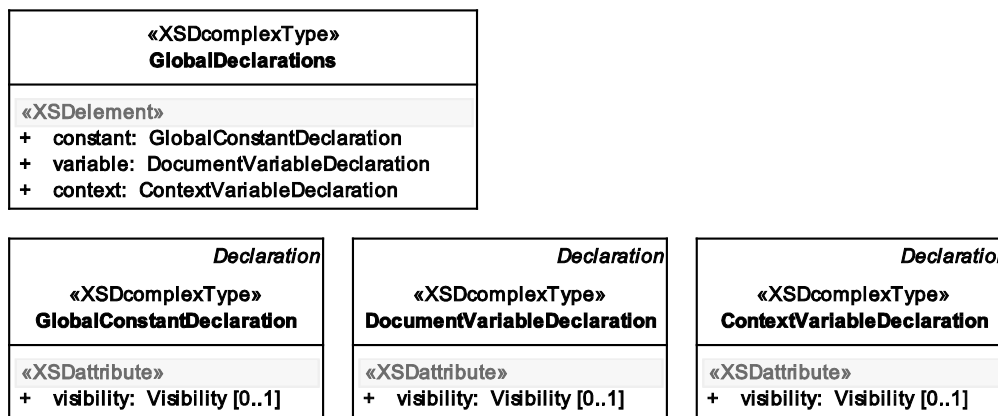 «XSDcomplexType»
GlobalDeclarations
«XSDelement»
+ constant: GlobalConstantDeclaration
+ variable: DocumentVariableDeclaration
+ context: ContextVariableDeclaration
Declaration
«XSDcomplexType»
GlobalConstantDeclaration
«XSDattribute»
+ visibility: Visibility [0..1]
Declaration
«XSDcomplexType»
DocumentVariableDeclaration
«XSDattribute»
+ visibility: Visibility [0..1]
Declaration
«XSDcomplexType»
ContextVariableDeclaration
«XSDattribute»
+ visibility: Visibility [0..1]